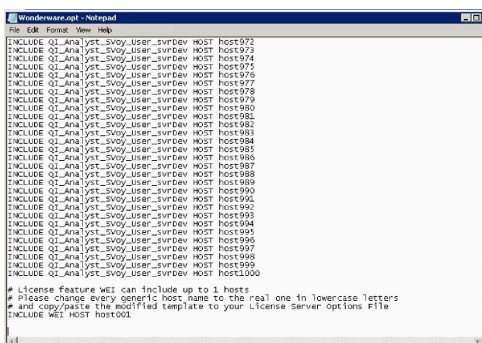 Wonderware.opt - Notepad
File Edit Format View Help
INCLUDE QI_Analyst_SVoy_User_svrDev HOST host972
INCLUDE QI_Analyst_SVoy_User_svrDev HOST host973
INCLUDE QI_Analyst_SVoy_User_svrDev HOST host974
INCLUDE QI_Analyst_SVoy_User_svrDev HOST host975
INCLUDE QI_Analyst_SVoy_User_svrDev HOST host976
INCLUDE QI_Analyst_SVoy_User_svrDev HOST host977
INCLUDE QI_Analyst_SVoy_User_svrDev HOST host978
INCLUDE QI_Analyst_SVoy_User_svrDev HOST host979
INCLUDE QI_Analyst_SVoy_User_svrDev HOST host980
INCLUDE QI_Analyst_SVoy_User_svrDev HOST host981
INCLUDE QI_Analyst_SVoy_User_svrDev HOST host982
INCLUDE QI_Analyst_SVoy_User_svrDev HOST host983
INCLUDE QI_Analyst_SVoy_User_svrDev HOST host984
INCLUDE QI_Analyst_SVoy_User_svrDev HOST host985
INCLUDE QI_Analyst_SVoy_User_svrDev HOST host986
INCLUDE QI_Analyst_SVoy_User_svrDev HOST host987
INCLUDE QI_Analyst_SVoy_User_svrDev HOST host988
INCLUDE QI_Analyst_SVoy_User_svrDev HOST host989
INCLUDE QI_Analyst_SVoy_User_svrDev HOST host990
INCLUDE QI_Analyst_SVoy_User_svrDev HOST host991
INCLUDE QI_Analyst_SVoy_User_svrDev HOST host992
INCLUDE QI_Analyst_SVoy_User_svrDev HOST host993
INCLUDE QI_Analyst_SVoy_User_svrDev HOST host994
INCLUDE QI_Analyst_SVoy_User_svrDev HOST host995
INCLUDE QI_Analyst_SVoy_User_svrDev HOST host996
INCLUDE QI_Analyst_SVoy_User_svrDev HOST host997
INCLUDE QI_Analyst_SVoy_User_svrDev HOST host998
INCLUDE QI_Analyst_SVoy_User_svrDev HOST host999
INCLUDE QI_Analyst_SVoy_User_svrDev HOST host1000
# License feature WEI can include up to 1 hosts
# Please change every generic host name to the real one in lowercase letters
# and copy/paste the modified template to your License Server Options File
INCLUDE WEI HOST host001